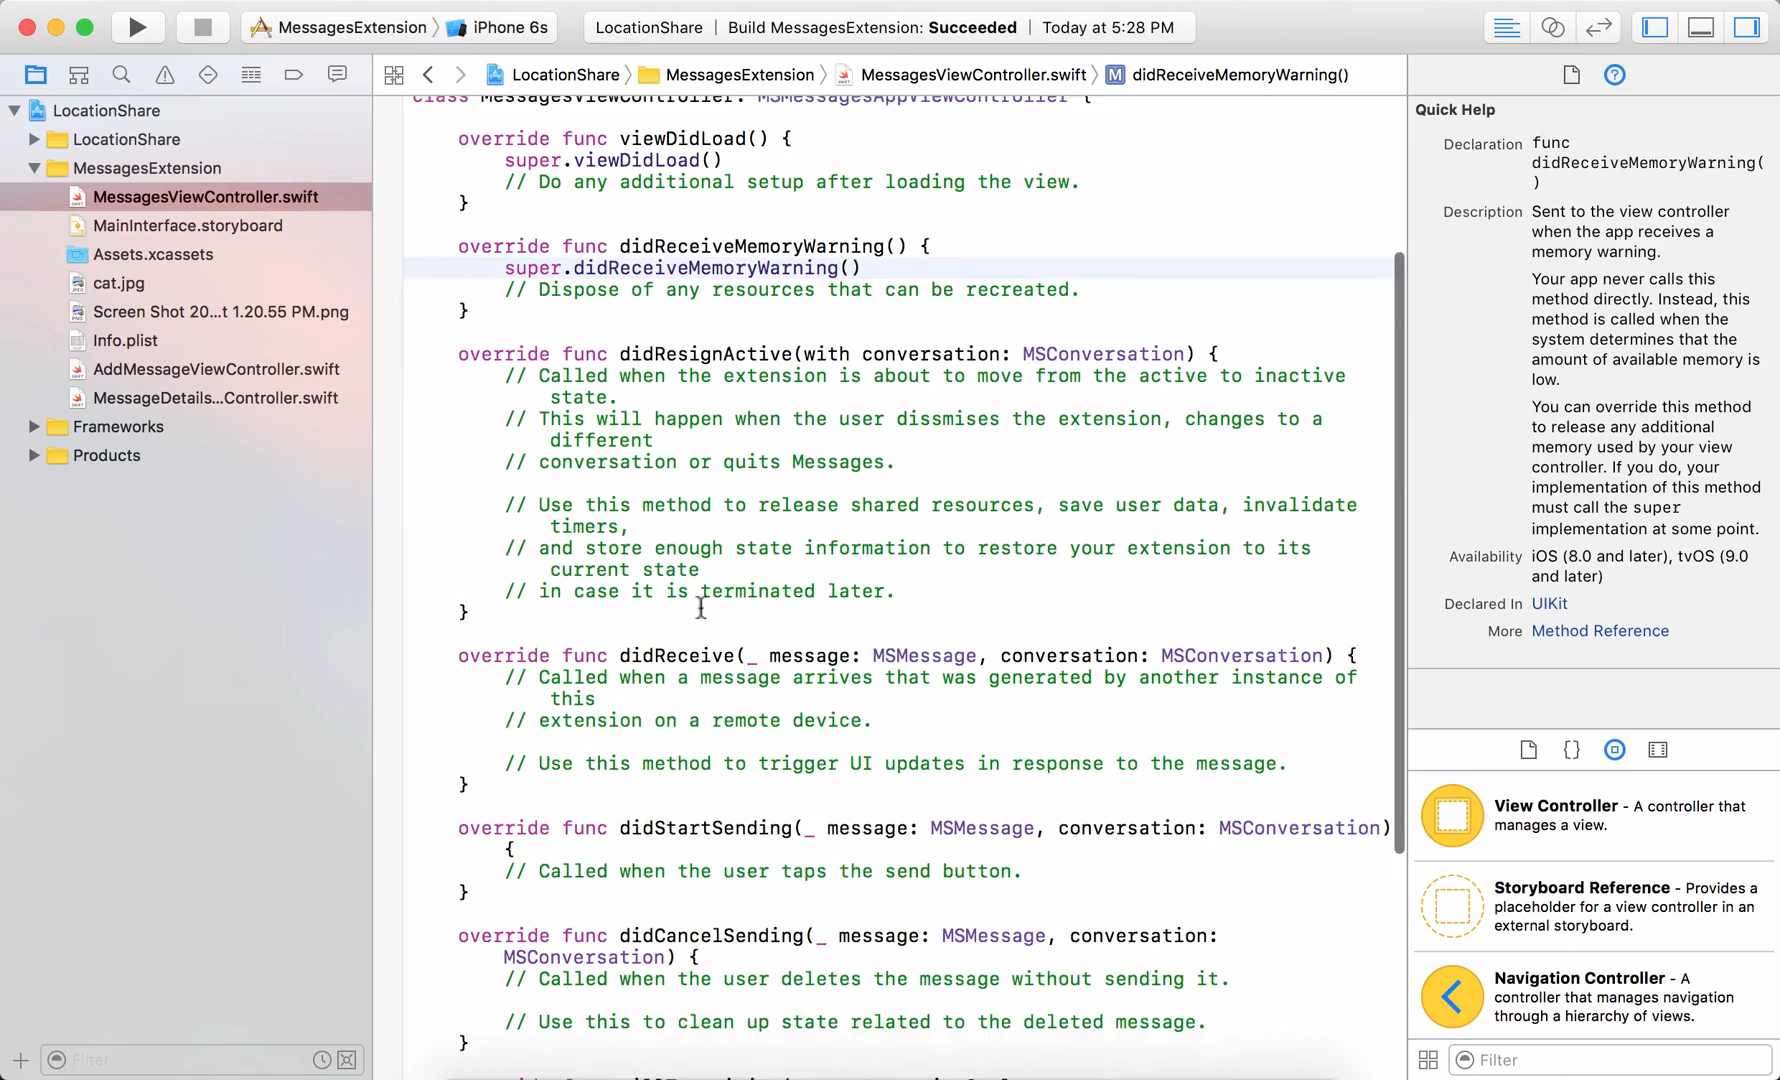 MessagesExtension 〉 iPhone 6s
LocationShare | Build MessagesExtension: Succeeded | Today at 5:28 PM
LocationShare 〉 MessagesExtension 〉 MessagesViewController.swift 〉 M didReceiveMemoryWarning()
LocationShare
LocationShare
MessagesExtension
MessagesViewController.swift
MainInterface.storyboard
Assets.xcassets
cat.jpg
Screen Shot 20...t 1.20.55 PM.png
Info.plist
AddMessageViewController.swift
MessageDetails...Controller.swift
Frameworks
Products
Filter
class MessagesViewController: MSMessagesAppViewController {
override func viewDidLoad() {
super.viewDidLoad()
// Do any additional setup after loading the view.
}
override func didReceiveMemoryWarning() {
super.didReceiveMemoryWarning()
// Dispose of any resources that can be recreated.
}
override func didResignActive(with conversation: MSConversation) {
// Called when the extension is about to move from the active to inactive
state.
// This will happen when the user dissmises the extension, changes to a
different
// conversation or quits Messages.
// Use this method to release shared resources, save user data, invalidate
timers,
// and store enough state information to restore your extension to its
current state
// in case it is terminated later.
}
override func didReceive(_ message: MSMessage, conversation: MSConversation) {
// Called when a message arrives that was generated by another instance of
this
// extension on a remote device.
// Use this method to trigger UI updates in response to the message.
}
override func didStartSending(_ message: MSMessage, conversation: MSConversation)
{
// Called when the user taps the send button.
}
override func didCancelSending(_ message: MSMessage, conversation:
MSConversation) {
// Called when the user deletes the message without sending it.
// Use this to clean up state related to the deleted message.
}
Quick Help
Declaration func
didReceiveMemoryWarning(
)
Description Sent to the view controller
when the app receives a
memory warning.
Your app never calls this
method directly. Instead, this
method is called when the
system determines that the
amount of available memory is
low.
You can override this method
to release any additional
memory used by your view
controller. If you do, your
implementation of this method
must call the super
implementation at some point.
Availability iOS (8.0 and later), tvOS (9.0
and later)
Declared In UIKit
More Method Reference
View Controller - A controller that
manages a view.
Storyboard Reference - Provides a
placeholder for a view controller in an
external storyboard.
Navigation Controller - A
controller that manages navigation
through a hierarchy of views.
Filter